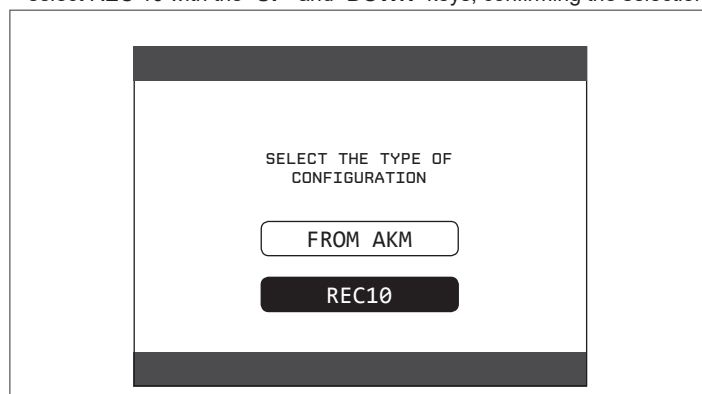 SELECT THE TYPE OF
CONFIGURATION
FROM AKM
REC10